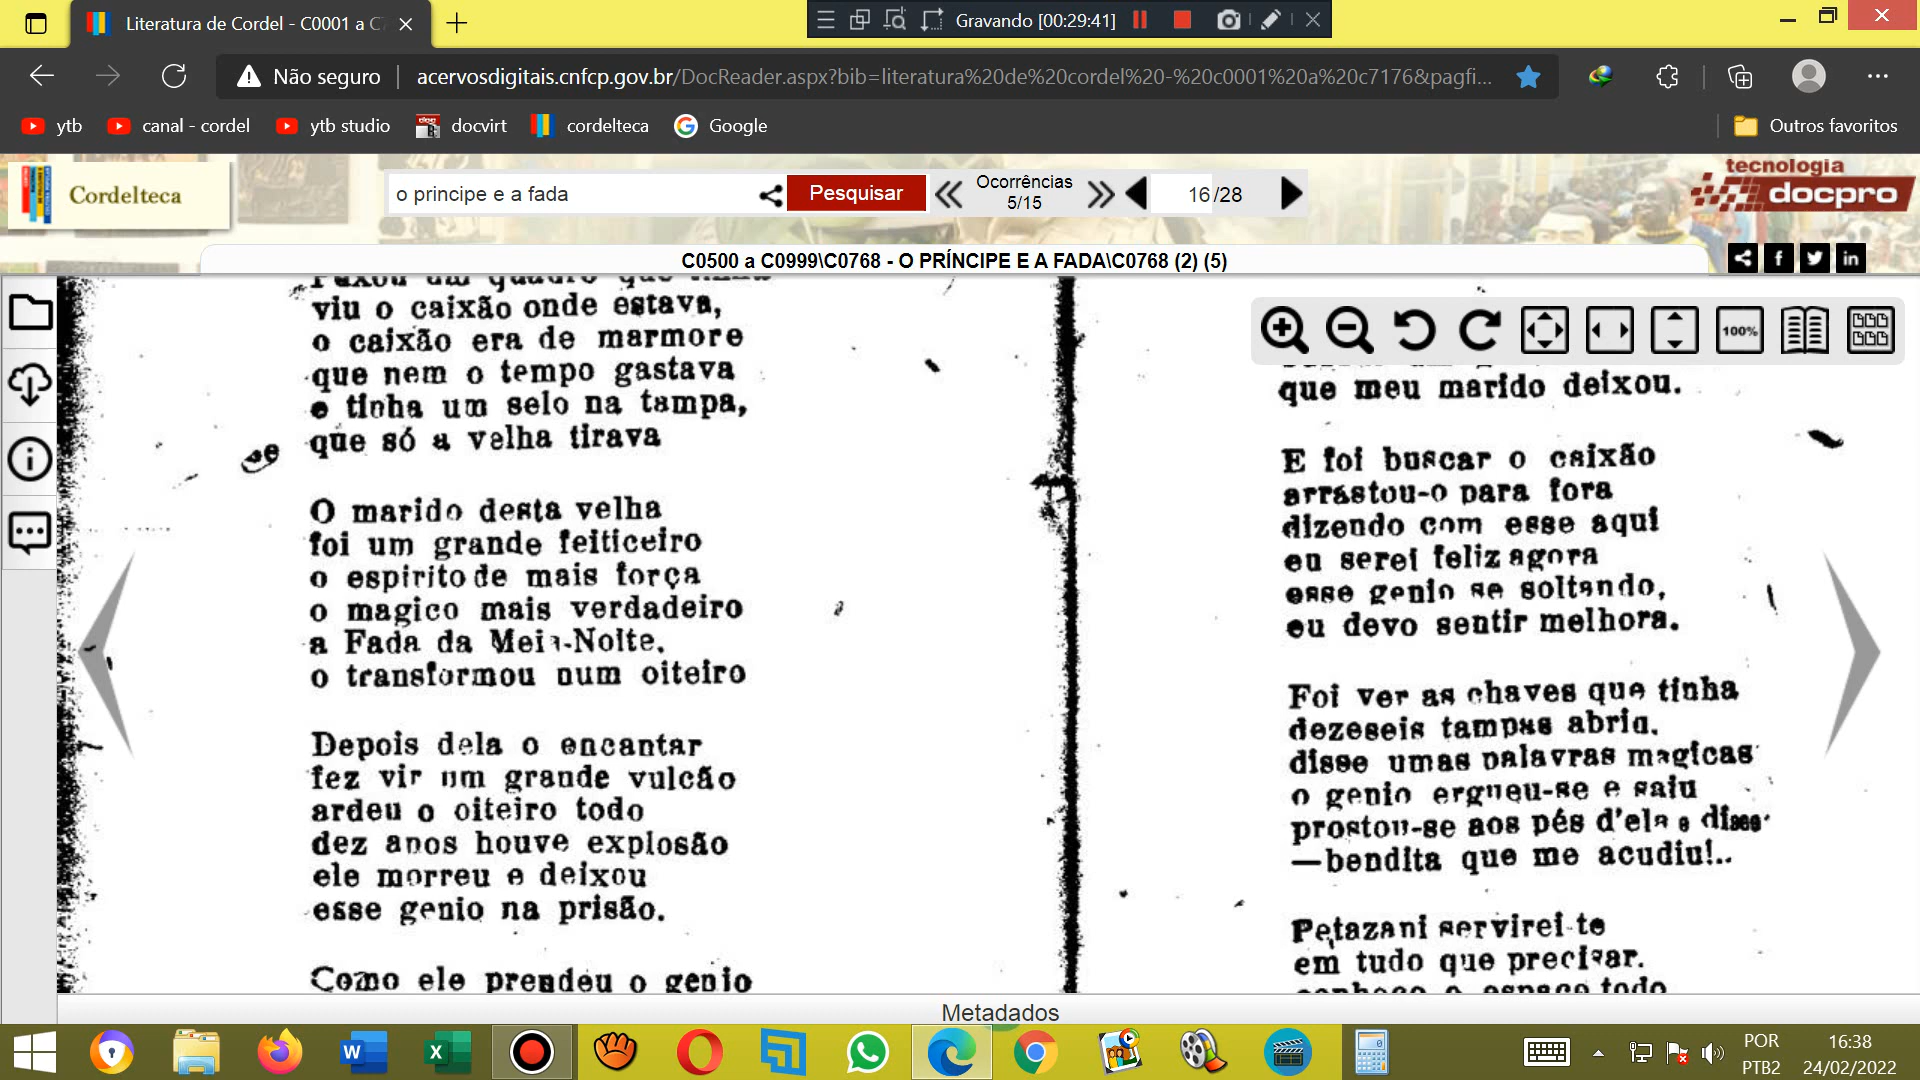 Literatura de Cordel - C0001 a C7
Gravando [00:29:41]
Não seguro
acervosdigitais.cnfcp.gov.br/DocReader.aspx?bib=literatura%20de%20cordel%20-%20c0001%20a%20c7176&pagfi...
ytb
canal - cordel
ytb studio
docvirt
cordelteca
Google
Outros favoritos
Cordelteca
o principe e a fada
Pesquisar
Ocorrências
5/15
16 /28
tecnologia
docpro
C0500 a C0999\C0768 - O PRÍNCIPE E A FADA\C0768 (2) (5)
100%
viu o caixão onde estava,
o caixão era de marmore
que nem o tempo gastava
e tinha um selo na tampa,
que só a velha tirava
O marido desta velha
foi um grande feiticeiro
o espirito de mais força
o magico mais verdadeiro
a Fada da Meia-Noite,
o transformou num oiteiro
Depois dela o encantar
fez vir um grande vulcão
ardeu o oiteiro todo
dez anos houve explosão
ele morreu e deixou
esse genio na prisão.
Como ele prendeu o genio
que meu marido deixou.
E foi buscar o caixão
arrastou-o para fora
dizendo com esse aqui
eu serei feliz agora
esse genio se soltando,
eu devo sentir melhora.
Foi ver as chaves que tinha
dezeseis tampas abriu,
disse umas palavras magicas
o genio ergueu-se e saiu
prostou-se aos pés d'ela e disse
—bendita que me acudiu!..
Petazani servirei-te
em tudo que precisar.
conheço o espaço todo
Metadados
POR
PTB2
16:38
24/02/2022